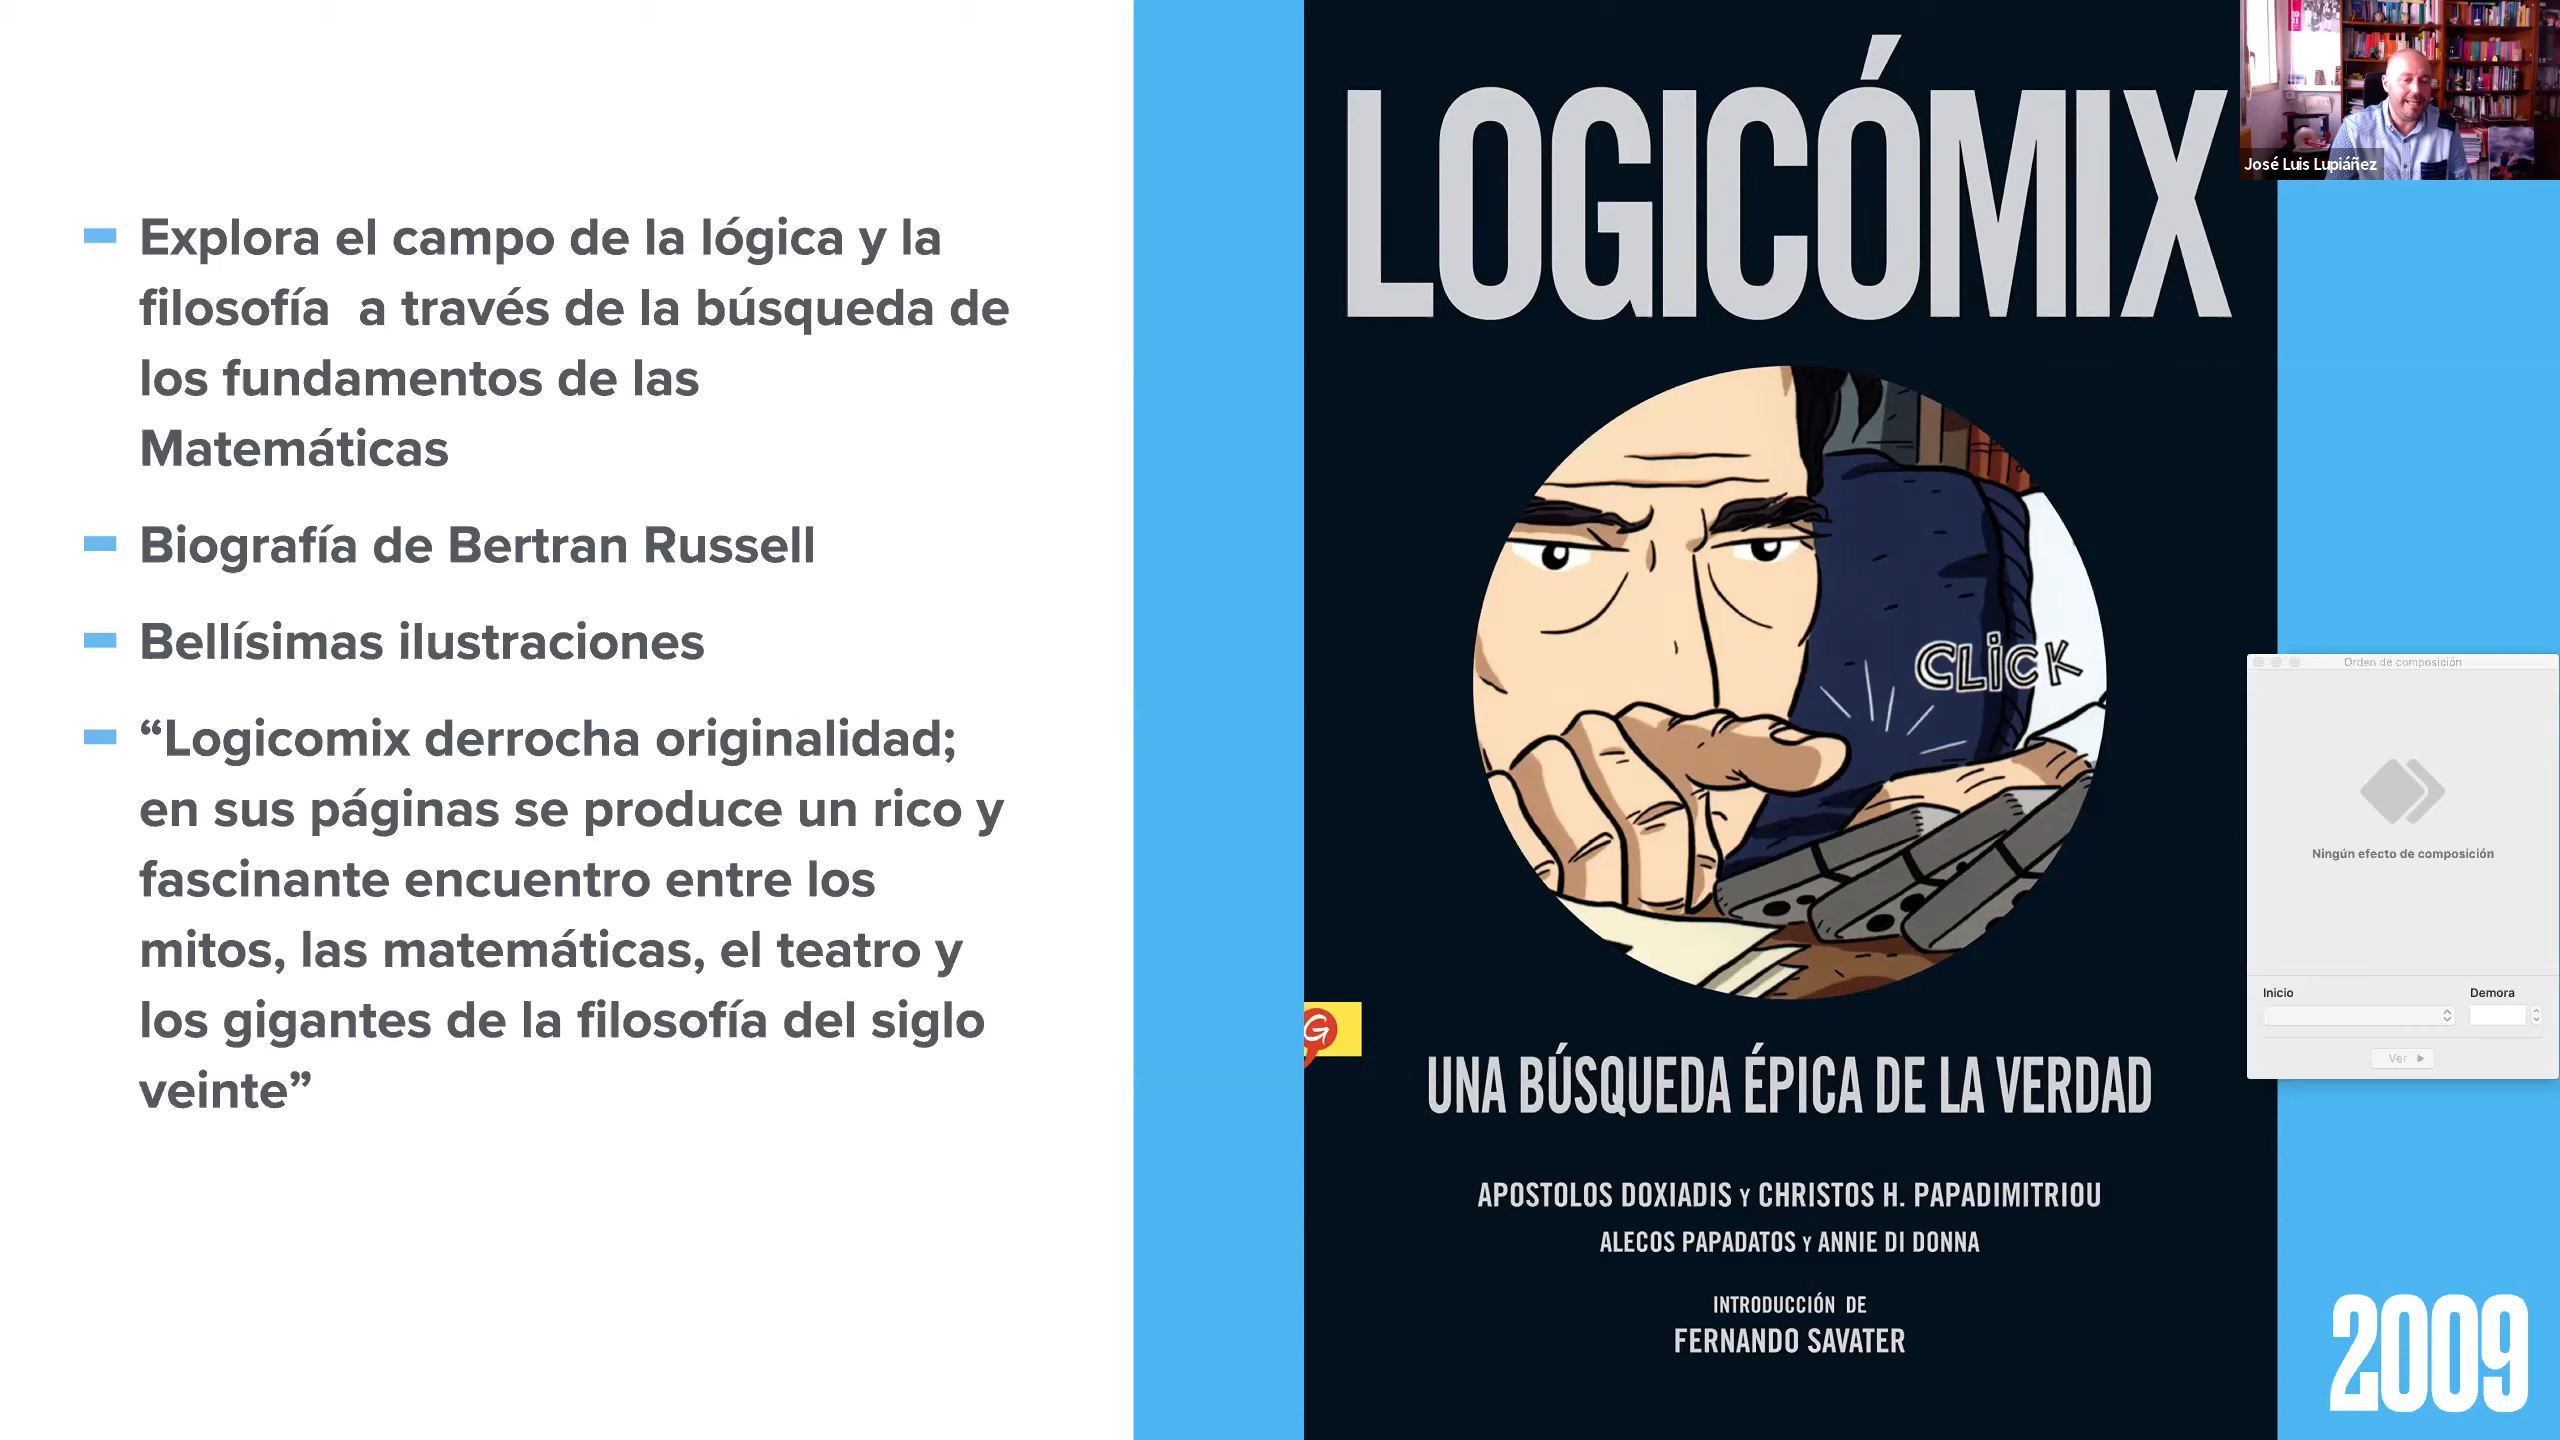 Explora el campo de la lógica y la
filosofía  a través de la búsqueda de
los fundamentos de las
Matemáticas
Biografía de Bertran Russell
Bellísimas ilustraciones
“Logicomix derrocha originalidad;
en sus páginas se produce un rico y
fascinante encuentro entre los
mitos, las matemáticas, el teatro y
los gigantes de la filosofía del siglo
veinte”
LOGICÓMIX
CLICK
G
UNA BÚSQUEDA ÉPICA DE LA VERDAD
APOSTOLOS DOXIADIS Y CHRISTOS H. PAPADIMITRIOU
ALECOS PAPADATOS Y ANNIE DI DONNA
INTRODUCCIÓN DE
FERNANDO SAVATER
José Luis Lupiáñez
Orden de composición
Ningún efecto de composición
Inicio
Demora
Ver
2009